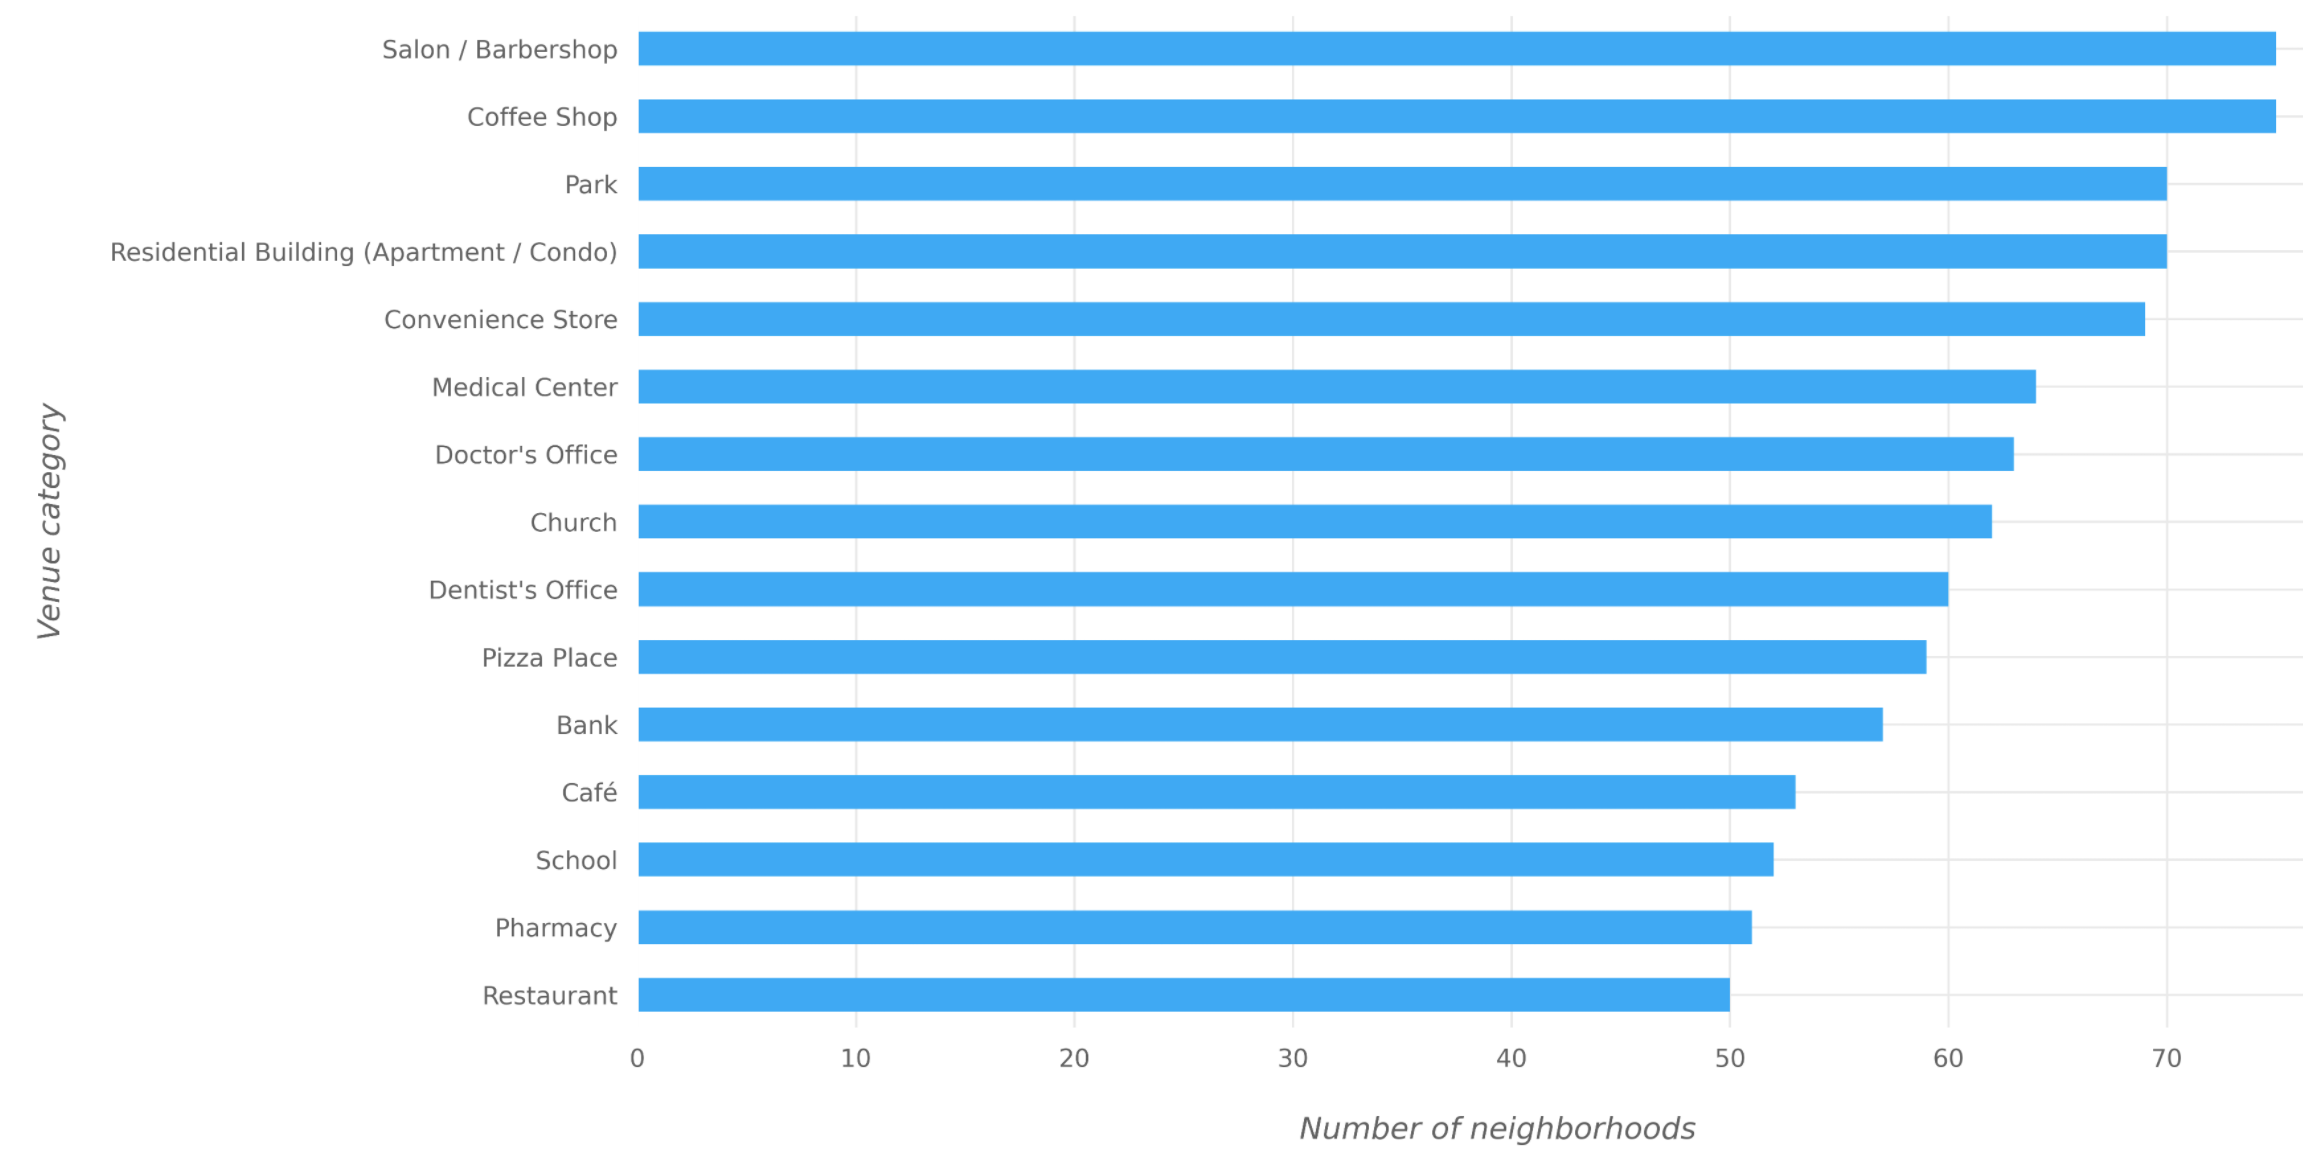 Salon / Barbershop
Coffee Shop
Park
Residential Building (Apartment / Condo)
Convenience Store
Medical Center
Doctor's Office
Church
Dentist's Office
Pizza Place
Bank
Café
School
Pharmacy
Restaurant
Venue category
0 10 20 30 40 50 60 70
Number of neighborhoods